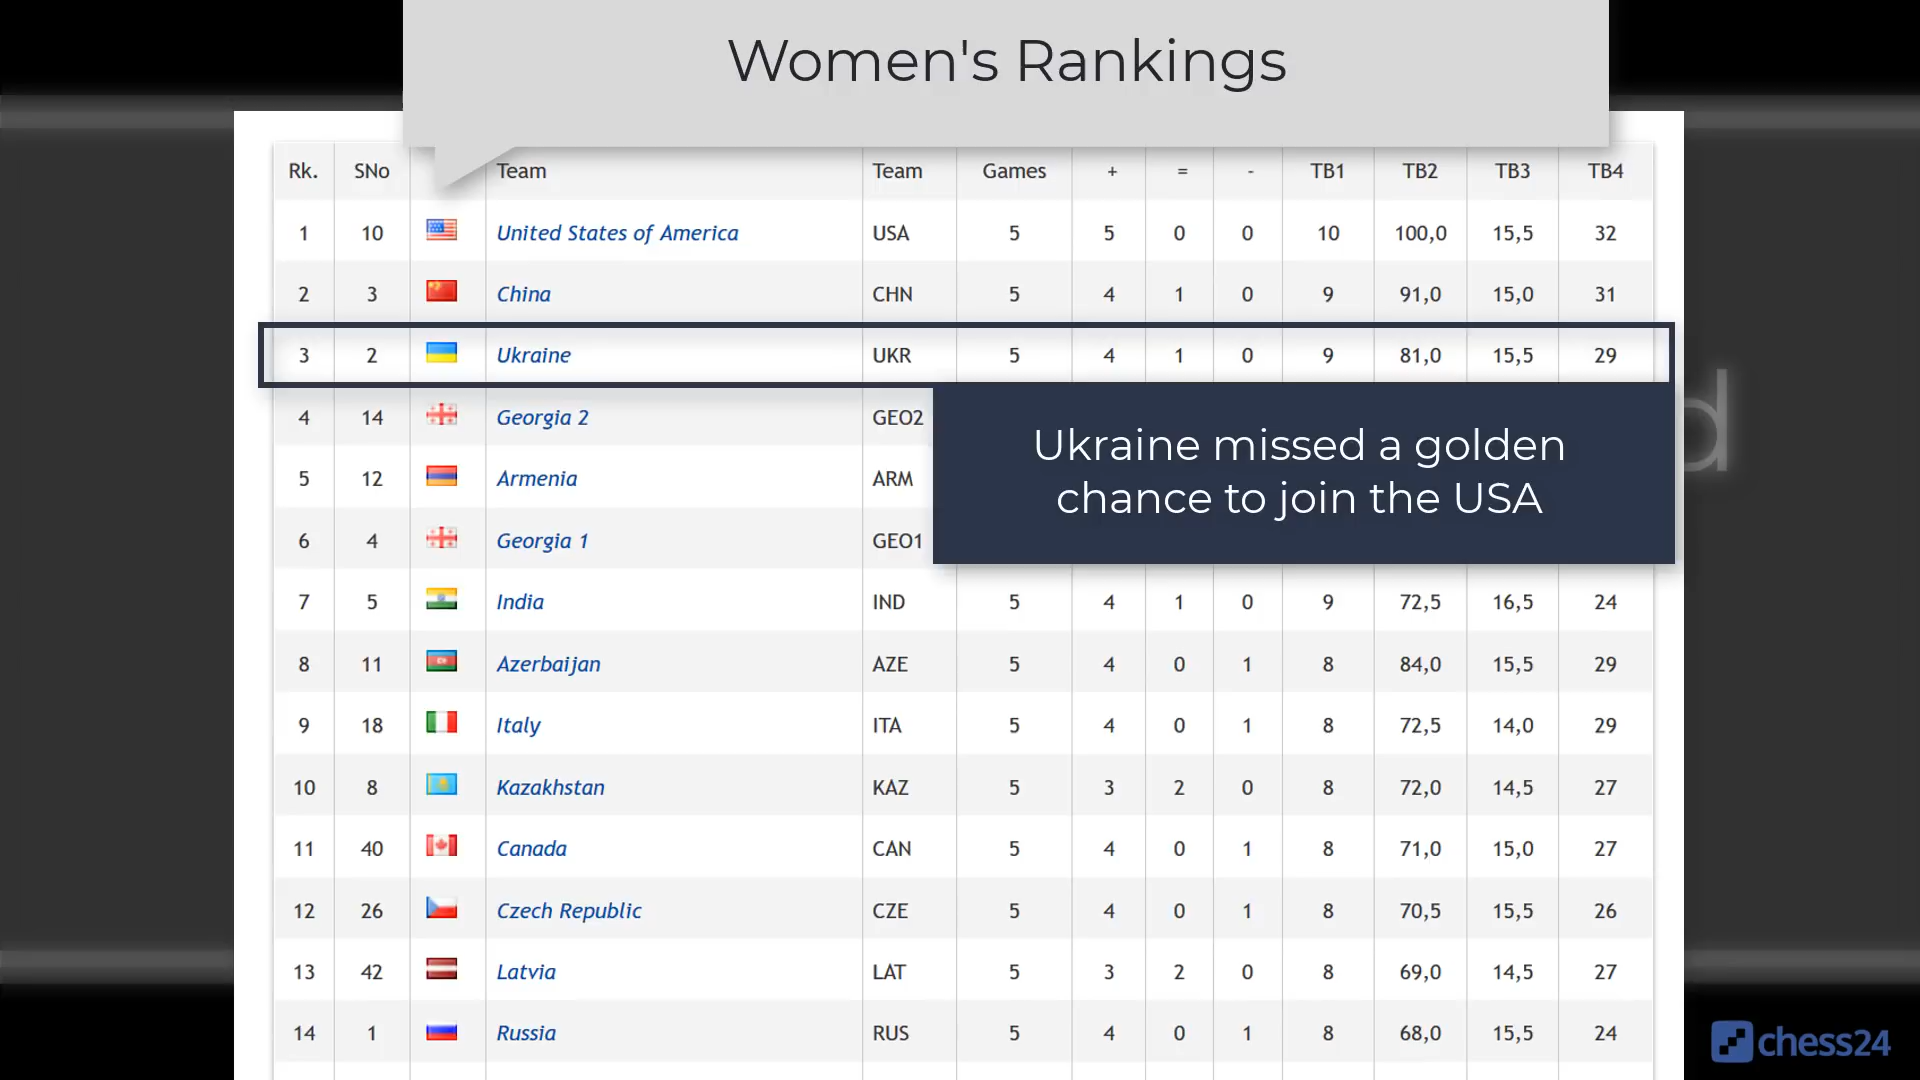 Women's Rankings
Rk. SNo Team Team Games + = - TB1 TB2 TB3 TB4
1 10 United States of America USA 5 5 0 0 10 100,0 15,5 32
2 3 China CHN 5 4 1 0 9 91,0 15,0 31
3 2 Ukraine UKR 5 4 1 0 9 81,0 15,5 29
4 14 Georgia 2 GEO2
5 12 Armenia ARM
6 4 Georgia 1 GEO1
Ukraine missed a golden
chance to join the USA
d
7 5 India IND 5 4 1 0 9 72,5 16,5 24
8 11 Azerbaijan AZE 5 4 0 1 8 84,0 15,5 29
9 18 Italy ITA 5 4 0 1 8 72,5 14,0 29
10 8 Kazakhstan KAZ 5 3 2 0 8 72,0 14,5 27
11 40 Canada CAN 5 4 0 1 8 71,0 15,0 27
12 26 Czech Republic CZE 5 4 0 1 8 70,5 15,5 26
13 42 Latvia LAT 5 3 2 0 8 69,0 14,5 27
14 1 Russia RUS 5 4 0 1 8 68,0 15,5 24
chess24